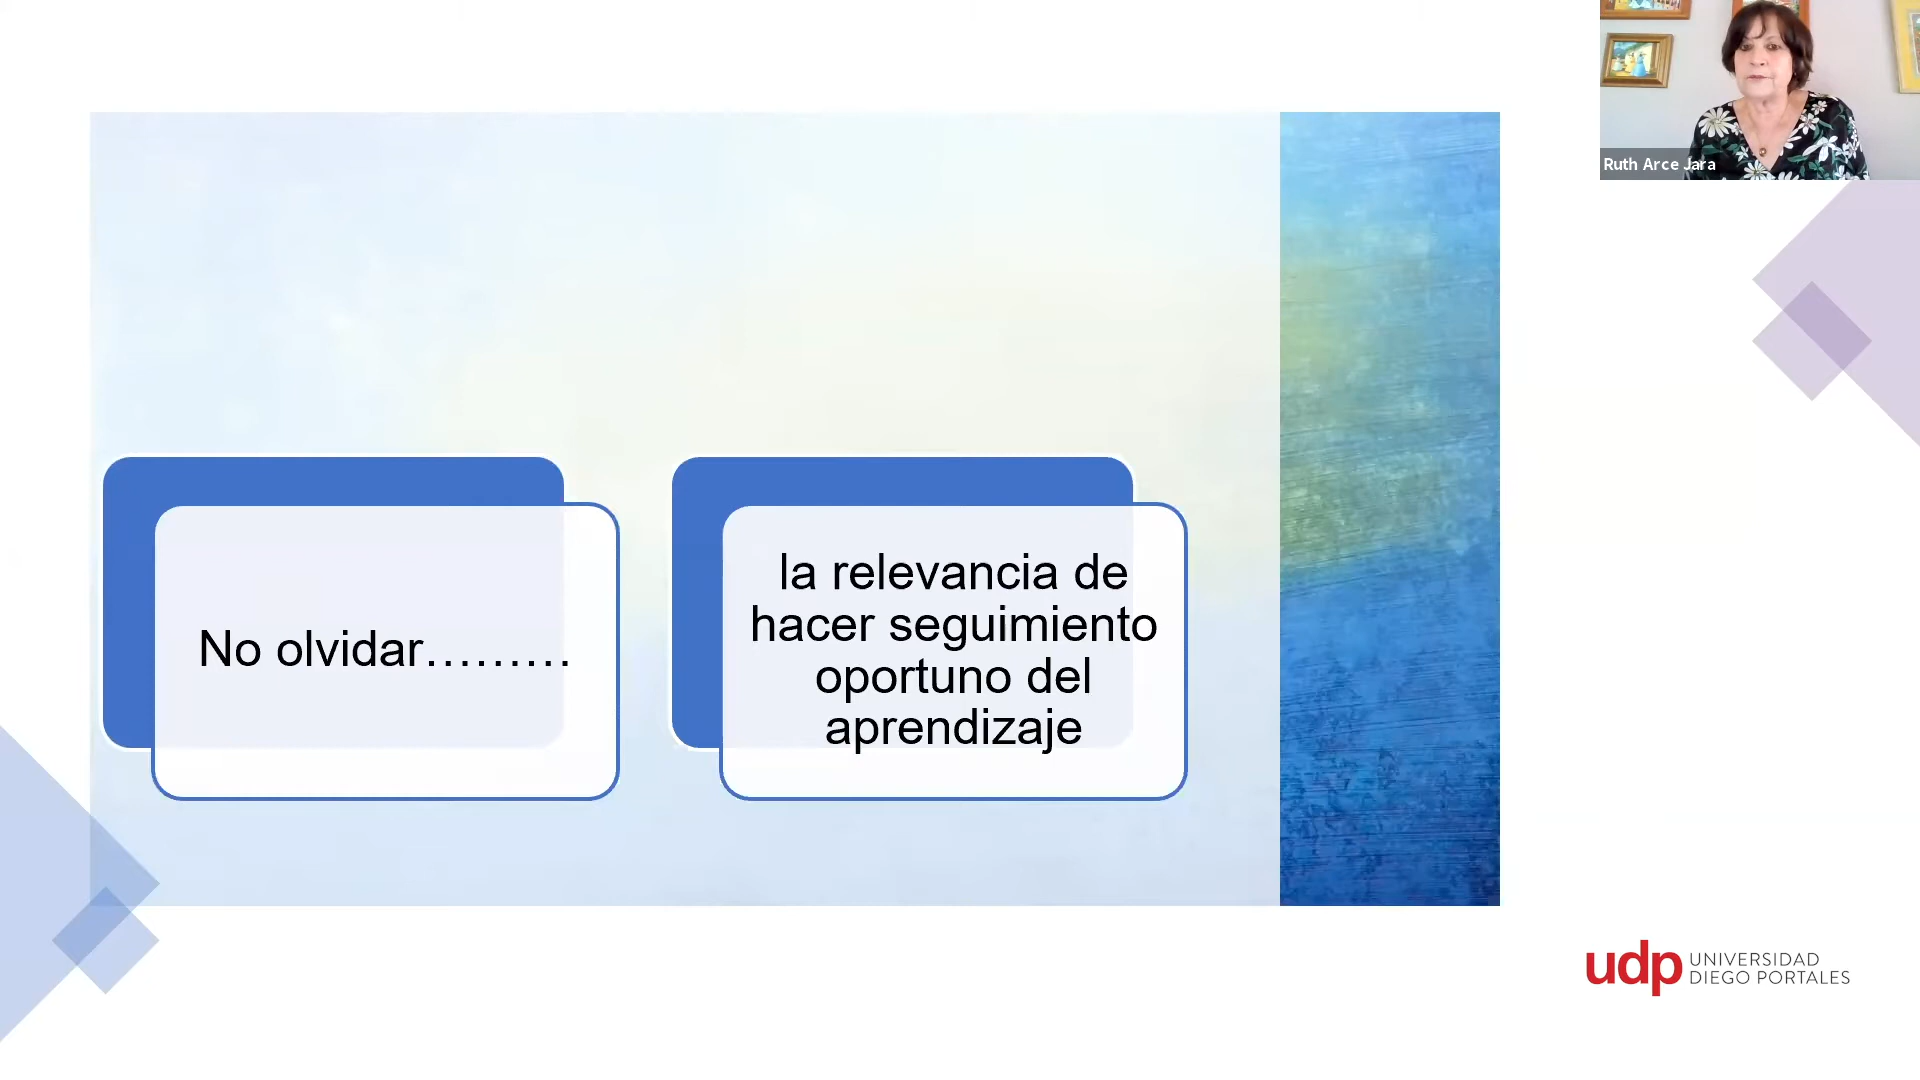 Ruth Arce Jara
No olvidar………
la relevancia de
hacer seguimiento
oportuno del
aprendizaje
udp UNIVERSIDAD
DIEGO PORTALES